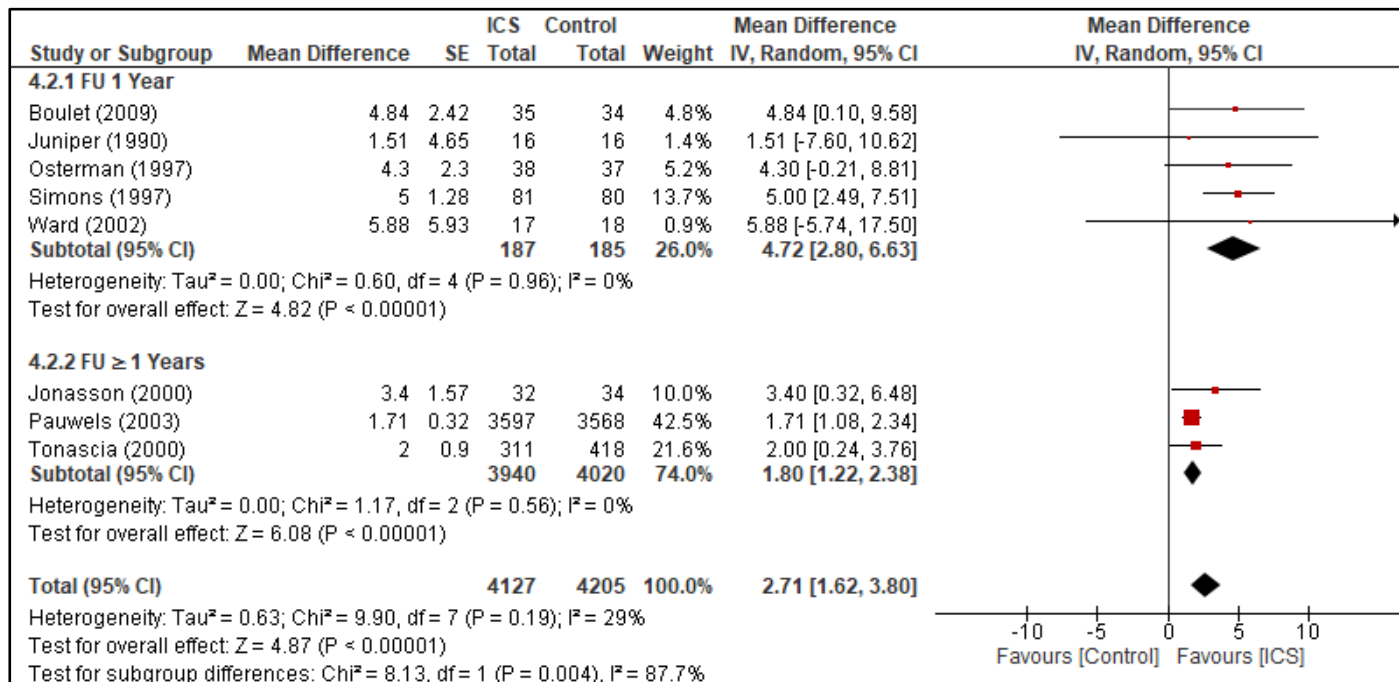 ICS Control Mean Difference Mean Difference
Study or Subgroup Mean Difference SE Total Total Weight IV, Random, 95% CI IV, Random, 95% CI
4.2.1 FU 1 Year
Boulet (2009) 4.84 2.42 35 34 4.8% 4.84 [0.10, 9.58]
Juniper (1990) 1.51 4.65 16 16 1.4% 1.51 [-7.60, 10.62]
Osterman (1997) 4.3 2.3 38 37 5.2% 4.30 [-0.21, 8.81]
Simons (1997) 5 1.28 81 80 13.7% 5.00 [2.49, 7.51]
Ward (2002) 5.88 5.93 17 18 0.9% 5.88 [-5.74, 17.50]
Subtotal (95% CI) 187 185 26.0% 4.72 [2.80, 6.63]
Heterogeneity: Tau² = 0.00; Chi² = 0.60, df = 4 (P = 0.96); I² = 0%
Test for overall effect: Z = 4.82 (P < 0.00001)
4.2.2 FU ≥ 1 Years
Jonasson (2000) 3.4 1.57 32 34 10.0% 3.40 [0.32, 6.48]
Pauwels (2003) 1.71 0.32 3597 3568 42.5% 1.71 [1.08, 2.34]
Tonascia (2000) 2 0.9 311 418 21.6% 2.00 [0.24, 3.76]
Subtotal (95% CI) 3940 4020 74.0% 1.80 [1.22, 2.38]
Heterogeneity: Tau² = 0.00; Chi² = 1.17, df = 2 (P = 0.56); I² = 0%
Test for overall effect: Z = 6.08 (P < 0.00001)
Total (95% CI) 4127 4205 100.0% 2.71 [1.62, 3.80]
Heterogeneity: Tau² = 0.63; Chi² = 9.90, df = 7 (P = 0.19); I² = 29%
Test for overall effect: Z = 4.87 (P < 0.00001)
Test for subgroup differences: Chi² = 8.13, df = 1 (P = 0.004), I² = 87.7%
-10 -5 0 5 10
Favours [Control] Favours [ICS]